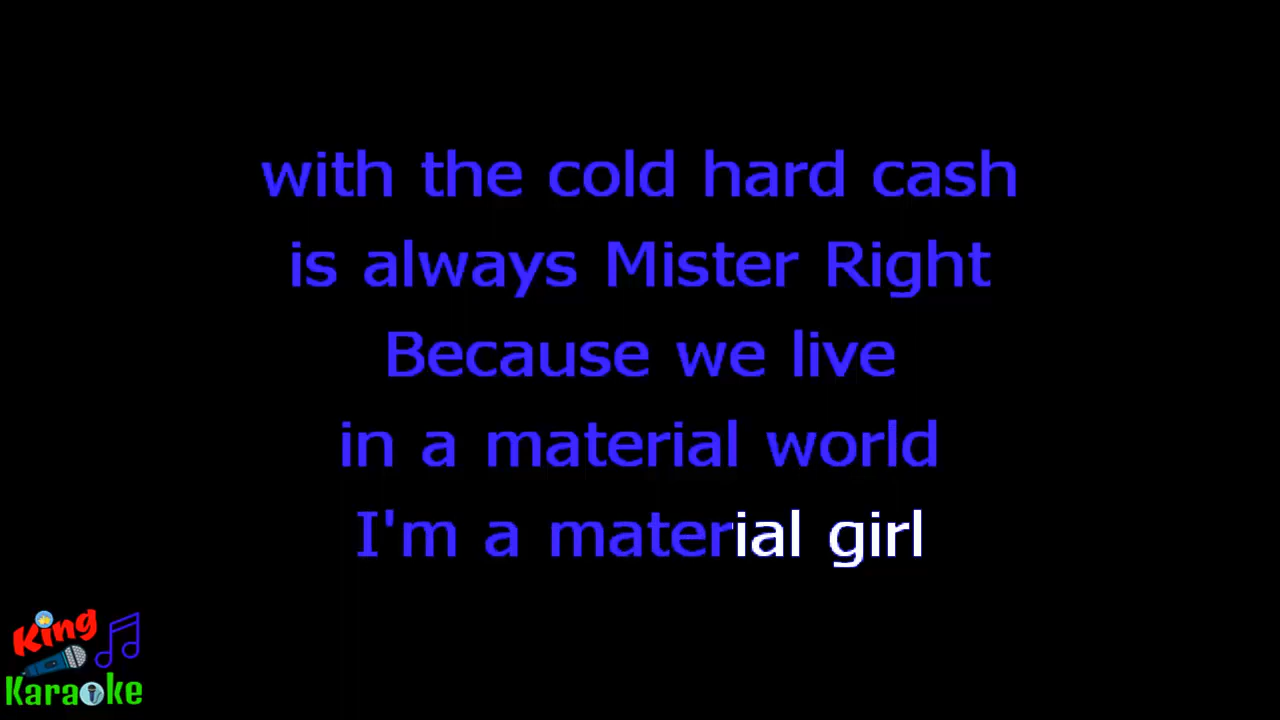 with the cold hard cash
is always Mister Right
Because we live
in a material world
I'm a material girl
King
Karaoke